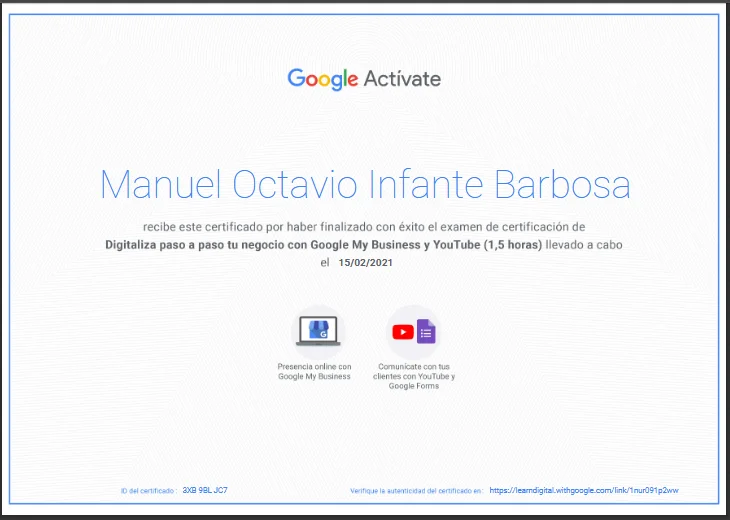 Google Actívate
Manuel Octavio Infante Barbosa
recibe este certificado por haber finalizado con éxito el examen de certificación de
Digitaliza paso a paso tu negocio con Google My Business y YouTube (1,5 horas) llevado a cabo
el 15/02/2021
Presencia online con
Google My Business
Comunícate con tus
clientes con YouTube y
Google Forms
ID del certificado : 3XB 9BL JC7
Verifique la autenticidad del certificado en: https://learndigital.withgoogle.com/link/1nur091p2ww